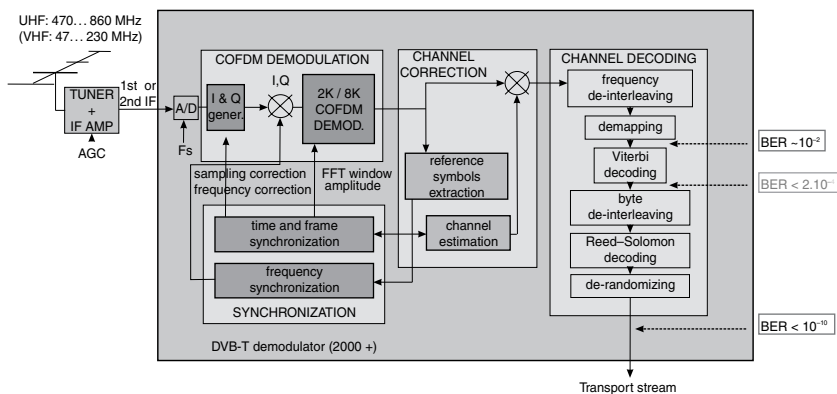 UHF: 470... 860 MHz
(VHF: 47... 230 MHz)
TUNER
+
IF AMP
AGC
1st or
2nd IF
A/D
Fs
COFDM DEMODULATION
I & Q
gener.
I,Q
2K / 8K
COFDM
DEMOD.
sampling correction
frequency correction
FFT window
amplitude
time and frame
synchronization
frequency
synchronization
SYNCHRONIZATION
CHANNEL
CORRECTION
reference
symbols
extraction
channel
estimation
CHANNEL DECODING
frequency
de-interleaving
demapping
Viterbi
decoding
byte
de-interleaving
Reed–Solomon
decoding
de-randomizing
BER ~10⁻²
BER < 2.10
BER < 10⁻¹⁰
DVB-T demodulator (2000 +)
Transport stream